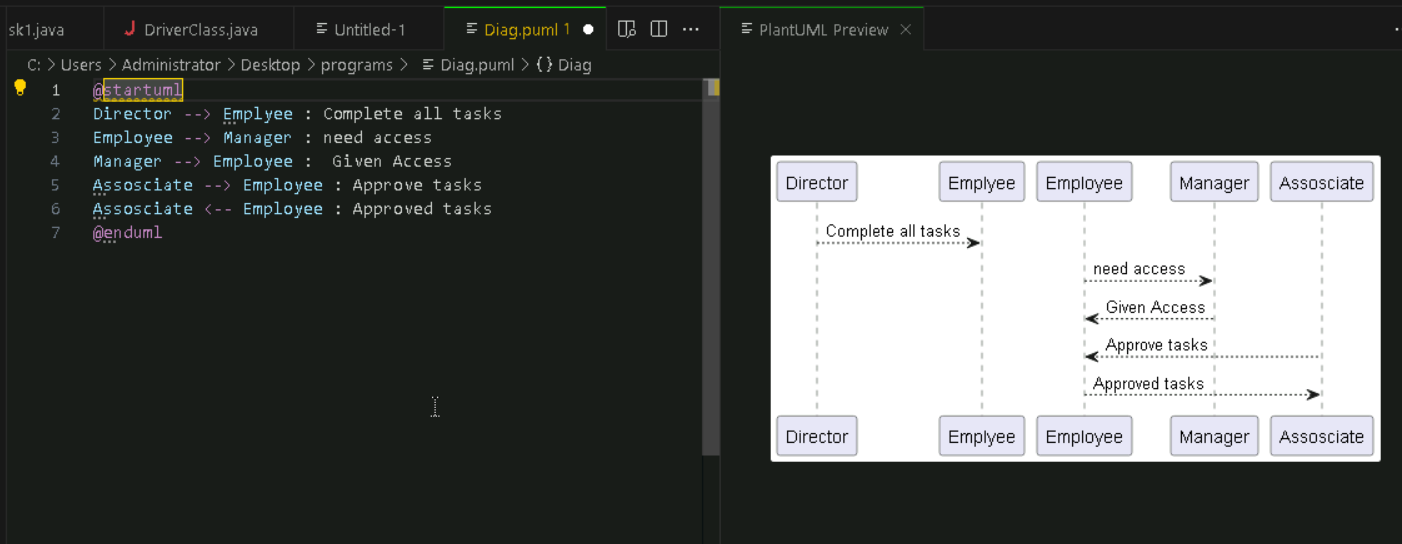 sk1.java DriverClass.java Untitled-1 Diag.puml 1 PlantUML Preview
C: > Users > Administrator > Desktop > programs > Diag.puml > {} Diag
1 @startuml
2 Director --> Emplyee : Complete all tasks
3 Employee --> Manager : need access
4 Manager --> Employee :  Given Access
5 Assosciate --> Employee : Approve tasks
6 Assosciate <-- Employee : Approved tasks
7 @enduml
Director Emplyee Employee Manager Assosciate
Complete all tasks
need access
Given Access
Approve tasks
Approved tasks
Director Emplyee Employee Manager Assosciate